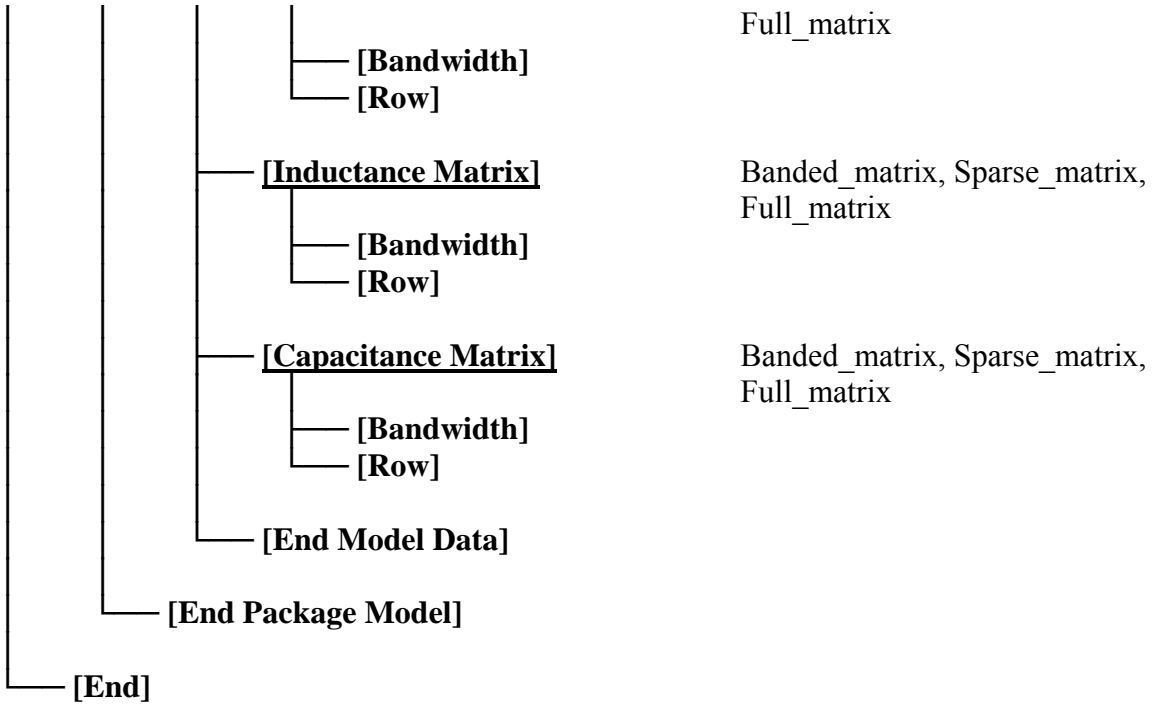 Full_matrix
[Bandwidth]
[Row]
[Inductance Matrix] Banded_matrix, Sparse_matrix,
Full_matrix
[Bandwidth]
[Row]
[Capacitance Matrix] Banded_matrix, Sparse_matrix,
Full_matrix
[Bandwidth]
[Row]
[End Model Data]
[End Package Model]
[End]